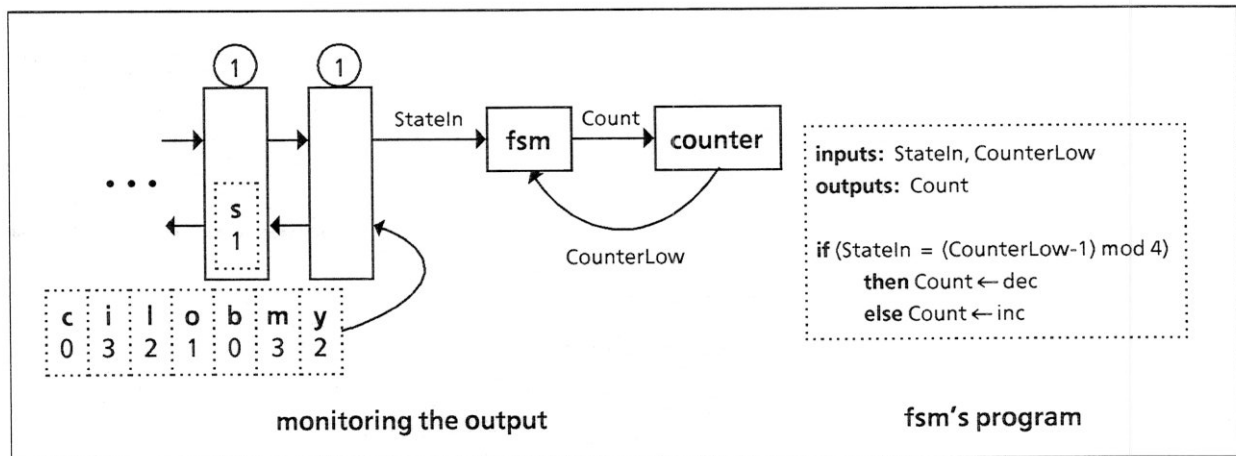 1 1
StateIn
fsm
Count
counter
CounterLow
• • •
s
1
c i l o b m y
0 3 2 1 0 3 2
monitoring the output
inputs: StateIn, CounterLow
outputs: Count
if (StateIn = (CounterLow-1) mod 4)
then Count ← dec
else Count ← inc
fsm's program